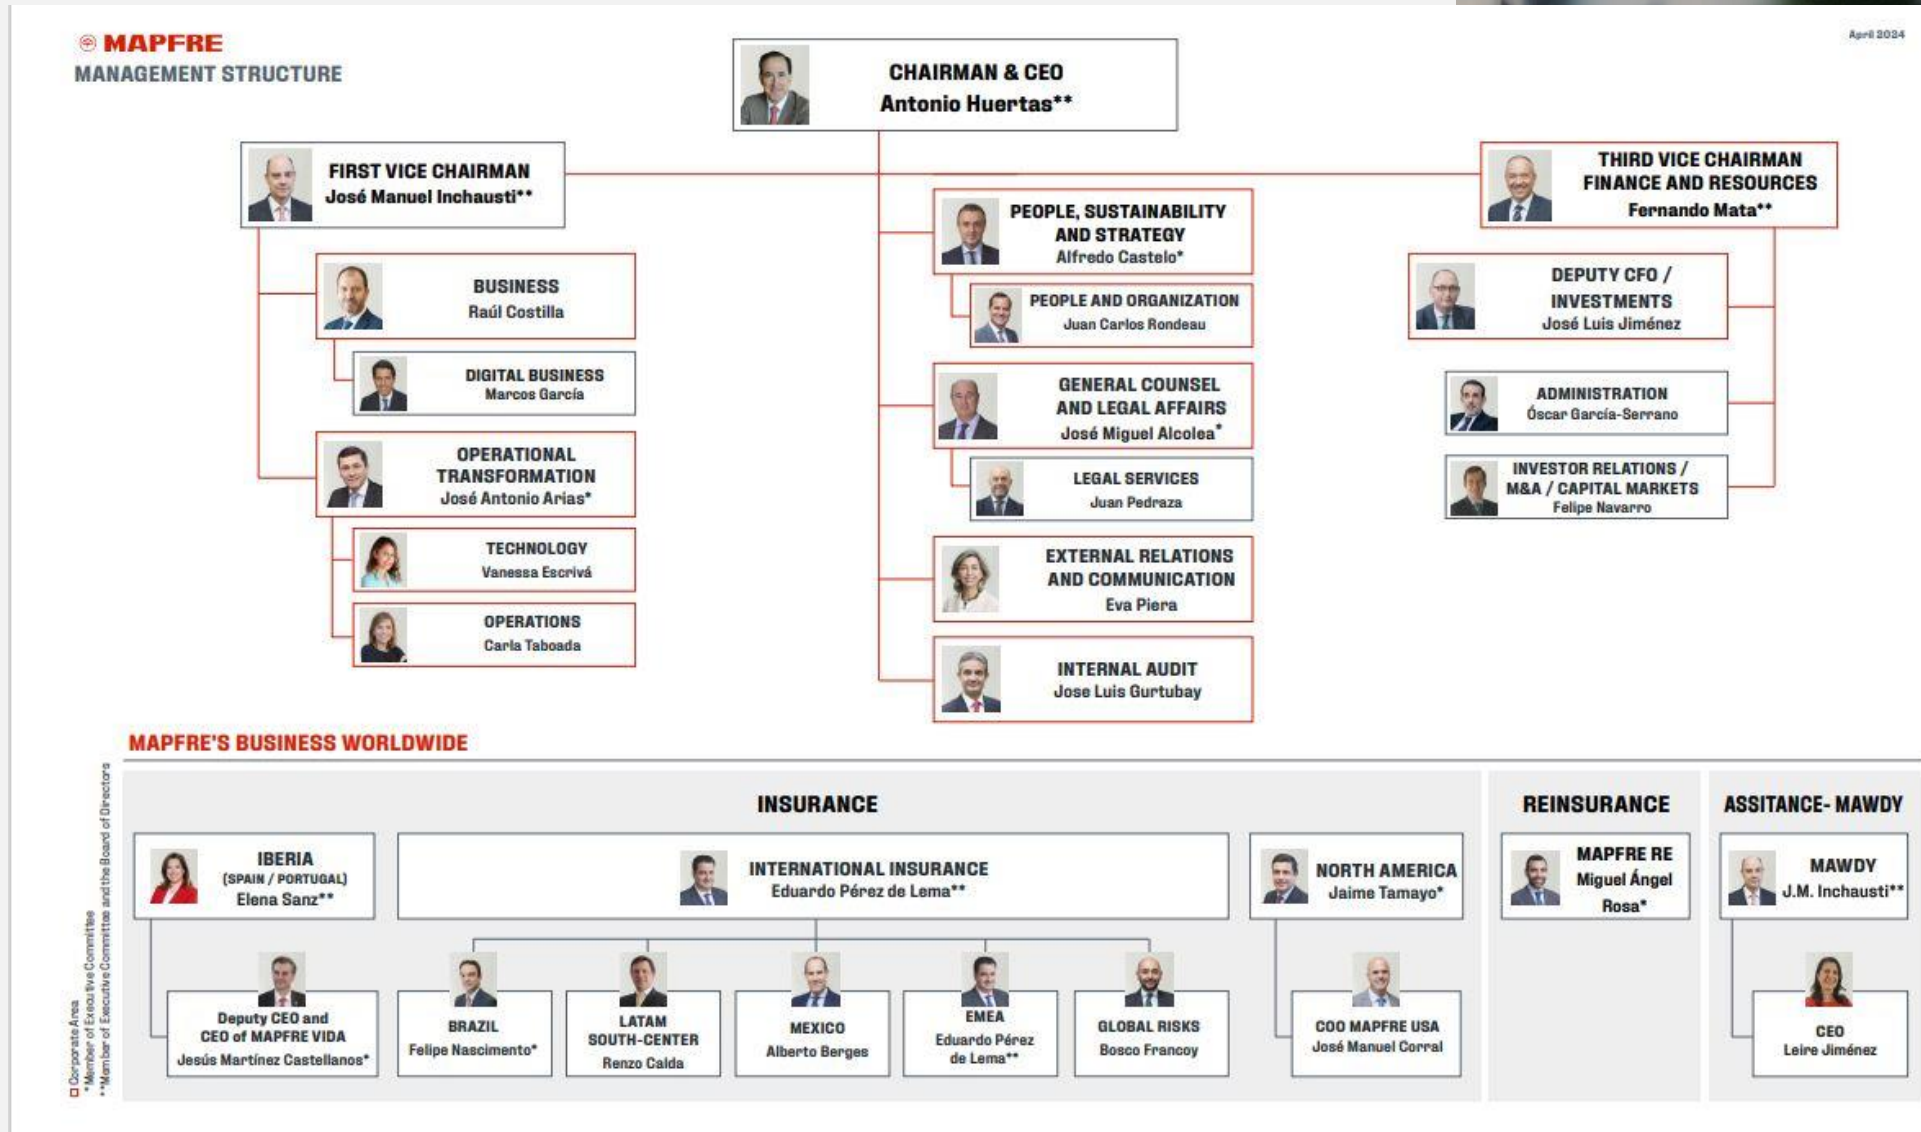 MAPFRE
MANAGEMENT STRUCTURE
April 2024
CHAIRMAN & CEO
Antonio Huertas**
FIRST VICE CHAIRMAN
José Manuel Inchausti**
THIRD VICE CHAIRMAN
FINANCE AND RESOURCES
Fernando Mata**
BUSINESS
Raúl Costilla
DIGITAL BUSINESS
Marcos García
OPERATIONAL
TRANSFORMATION
José Antonio Arias*
TECHNOLOGY
Vanessa Escrivá
OPERATIONS
Carla Taboada
PEOPLE, SUSTAINABILITY
AND STRATEGY
Alfredo Castelo*
PEOPLE AND ORGANIZATION
Juan Carlos Rondeau
GENERAL COUNSEL
AND LEGAL AFFAIRS
José Miguel Alcolea*
LEGAL SERVICES
Juan Pedraza
EXTERNAL RELATIONS
AND COMMUNICATION
Eva Piera
INTERNAL AUDIT
Jose Luis Gurtubay
DEPUTY CFO /
INVESTMENTS
José Luis Jiménez
ADMINISTRATION
Óscar García-Serrano
INVESTOR RELATIONS /
M&A / CAPITAL MARKETS
Felipe Navarro
MAPFRE'S BUSINESS WORLDWIDE
INSURANCE
IBERIA
(SPAIN / PORTUGAL)
Elena Sanz**
Deputy CEO and
CEO of MAPFRE VIDA
Jesús Martínez Castellanos*
INTERNATIONAL INSURANCE
Eduardo Pérez de Lema**
BRAZIL
Felipe Nascimento*
LATAM
SOUTH-CENTER
Renzo Calda
MEXICO
Alberto Berges
EMEA
Eduardo Pérez
de Lema**
GLOBAL RISKS
Bosco Francoy
NORTH AMERICA
Jaime Tamayo*
COO MAPFRE USA
José Manuel Corral
REINSURANCE
MAPFRE RE
Miguel Ángel
Rosa*
ASSITANCE- MAWDY
MAWDY
J.M. Inchausti**
CEO
Leire Jiménez
Corporate Area
*Member of Executive Committee
**Member of Executive Committee and the Board of Directors